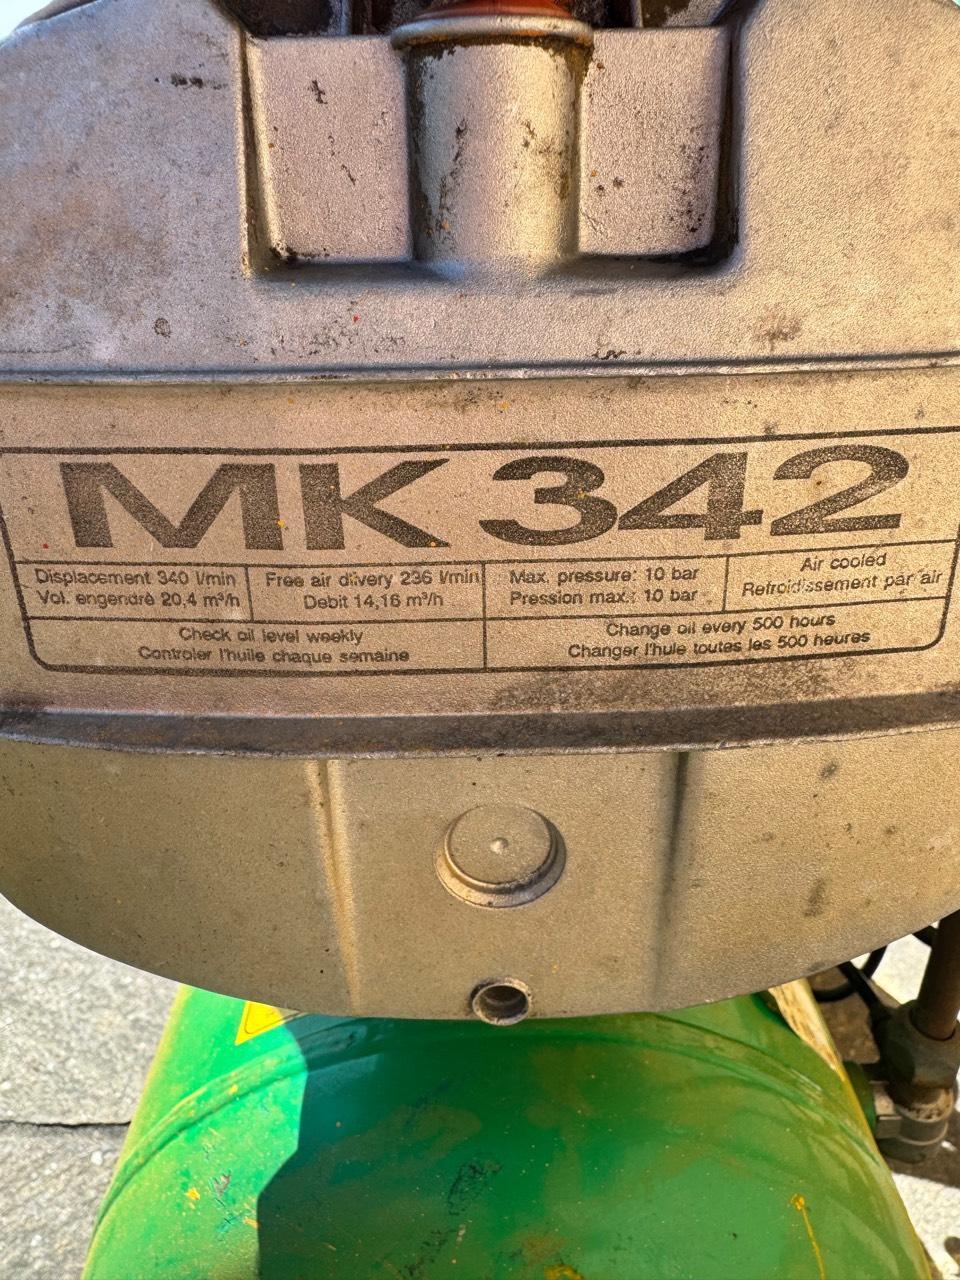 MK 342
Displacement 340 l/min
Vol. engendrè 20,4 m³/h
Free air dilvery 236 l/min
Debit 14,16 m³/h
Max. pressure: 10 bar
Pression max.: 10 bar
Air cooled
Refroidissement par air
Check oil level weekly
Controler l'huile chaque semaine
Change oil every 500 hours
Changer l'hule toutes les 500 heures